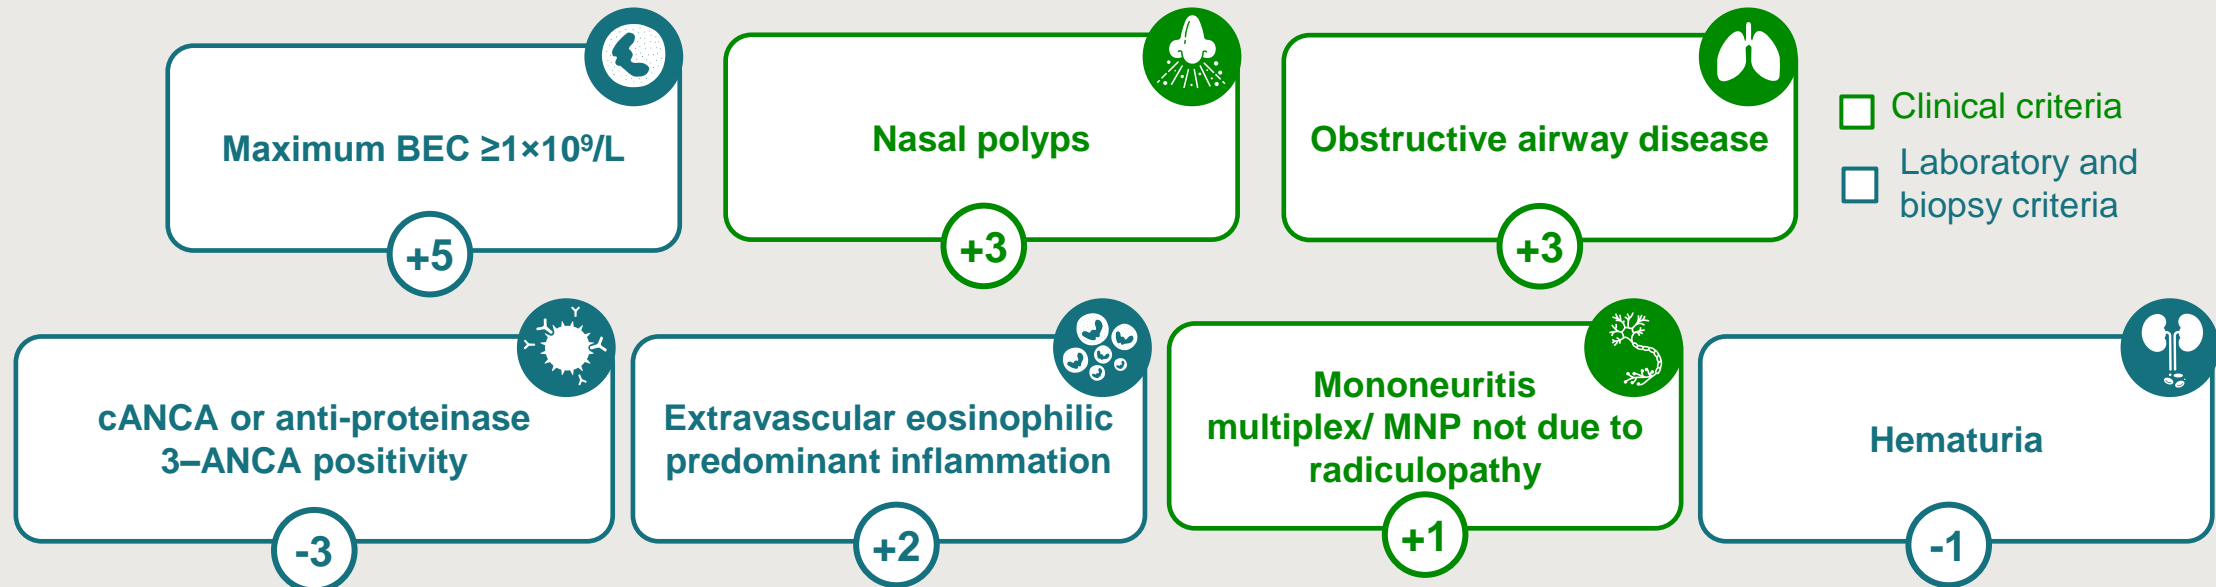 Maximum BEC ≥1×10⁹/L
+5
Nasal polyps
+3
Obstructive airway disease
+3
Clinical criteria
Laboratory and
biopsy criteria
cANCA or anti-proteinase
3–ANCA positivity
-3
Extravascular eosinophilic
predominant inflammation
+2
Mononeuritis
multiplex/ MNP not due to
radiculopathy
+1
Hematuria
-1